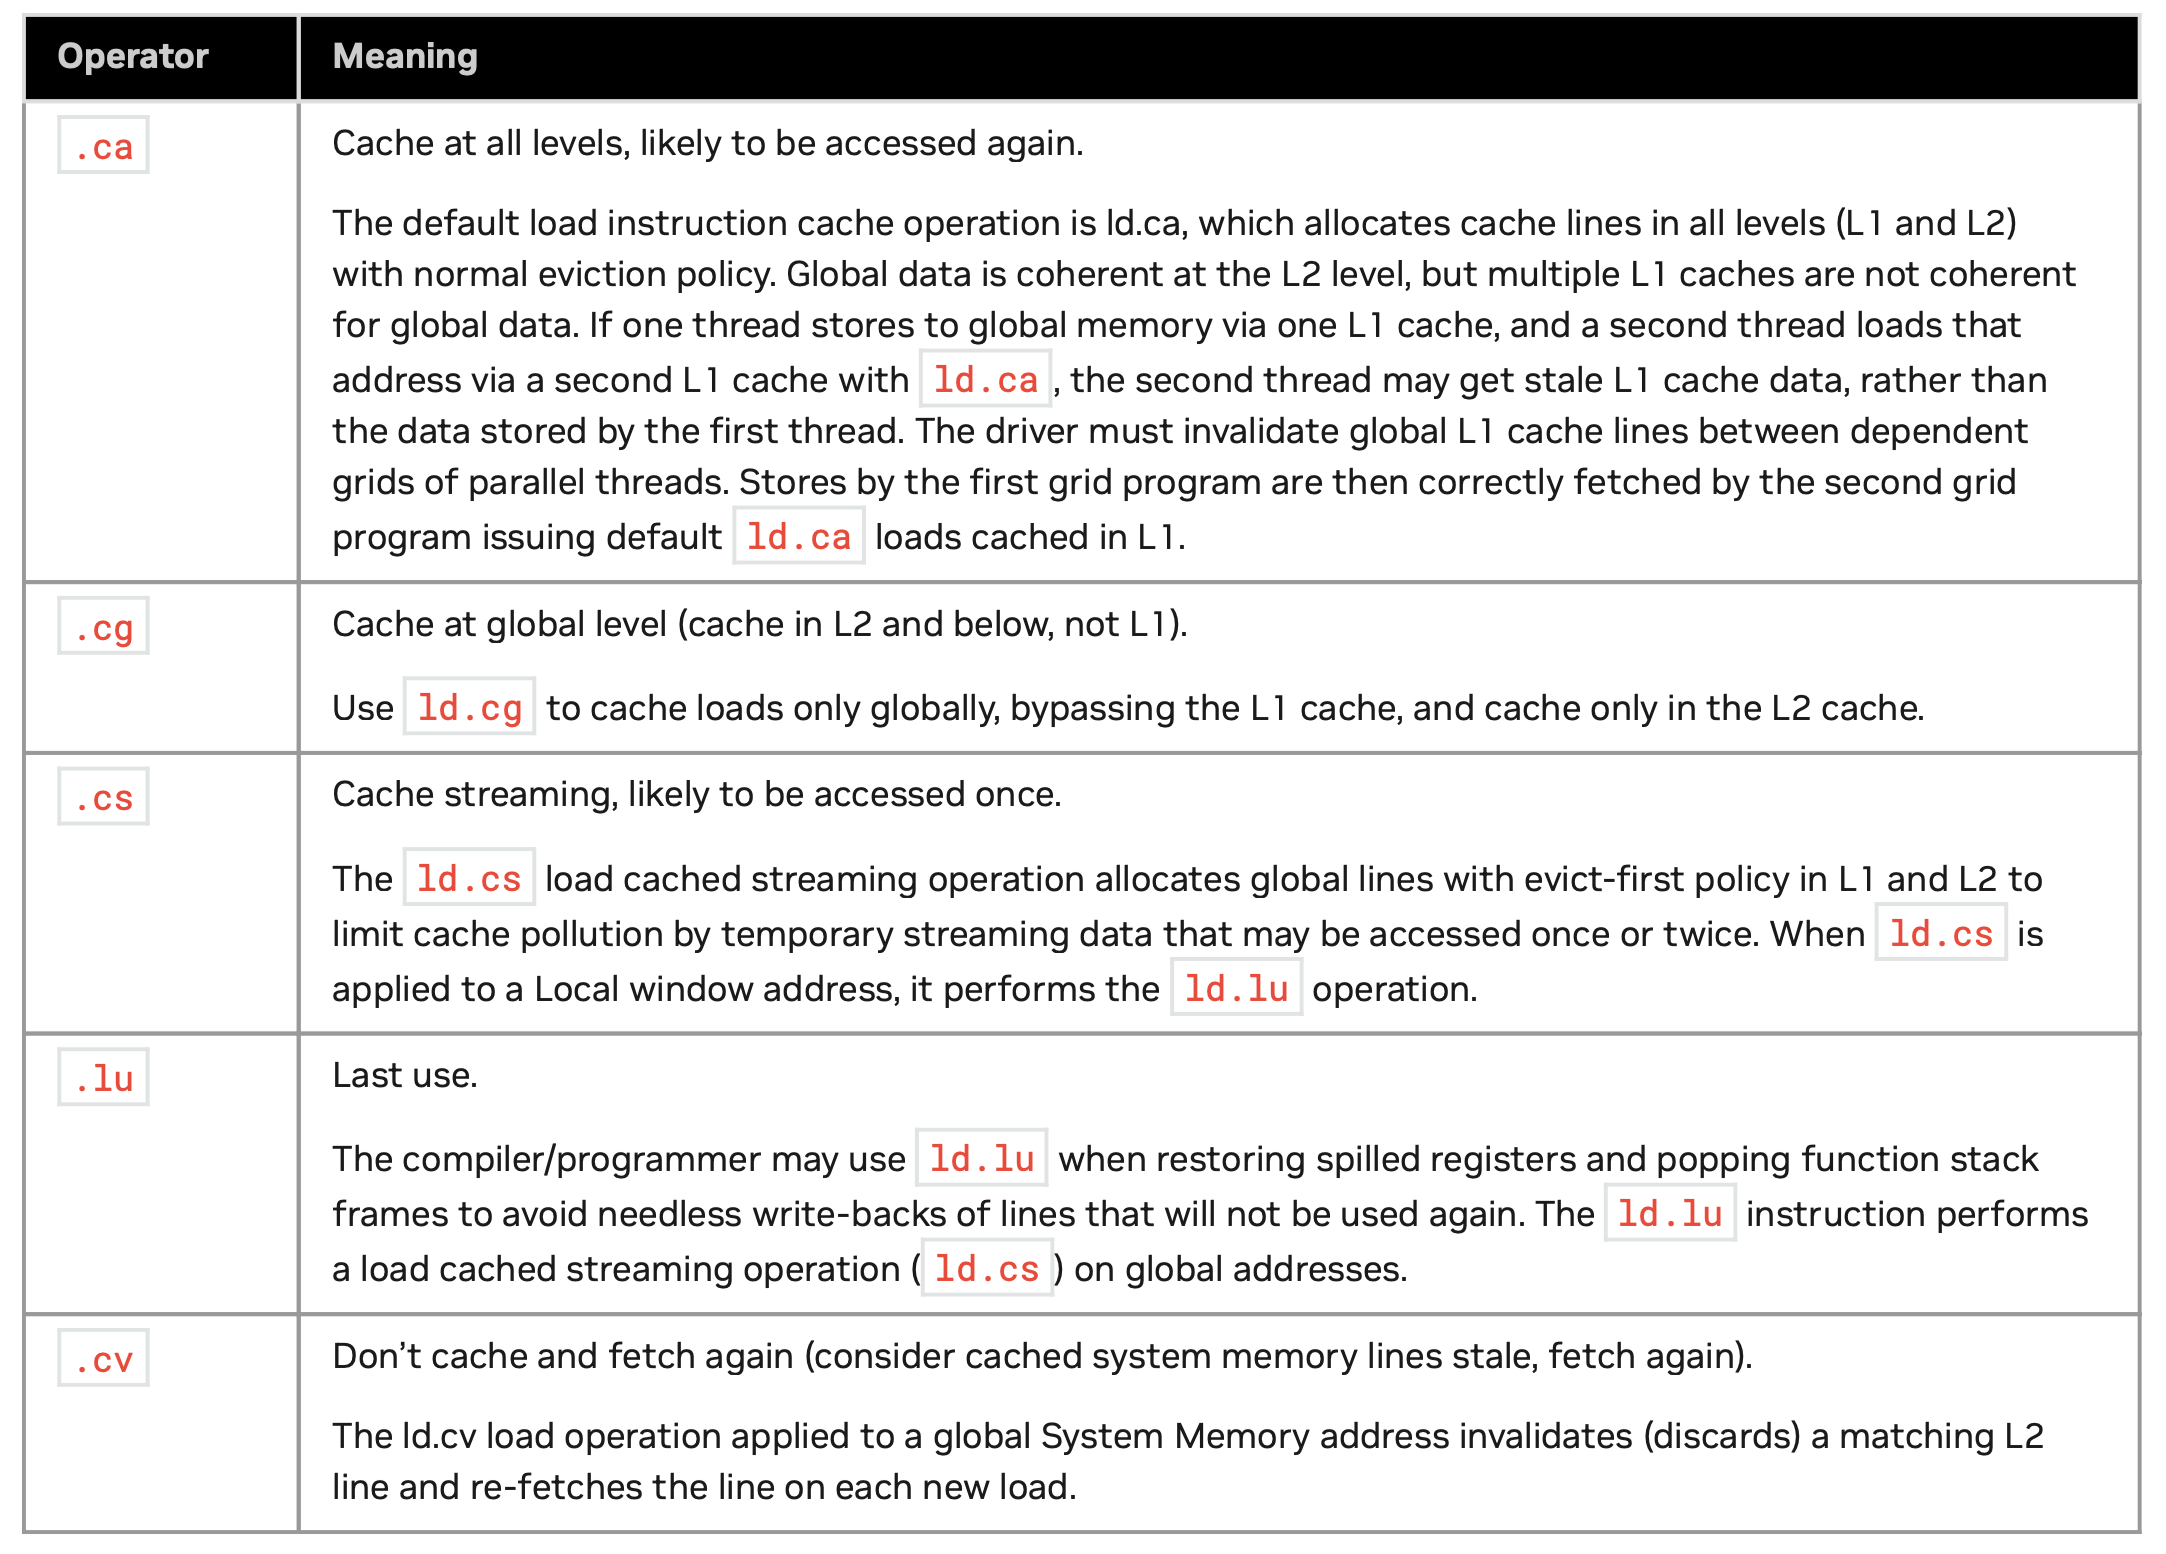 Operator Meaning
.ca Cache at all levels, likely to be accessed again.
The default load instruction cache operation is ld.ca, which allocates cache lines in all levels (L1 and L2)
with normal eviction policy. Global data is coherent at the L2 level, but multiple L1 caches are not coherent
for global data. If one thread stores to global memory via one L1 cache, and a second thread loads that
address via a second L1 cache with ld.ca, the second thread may get stale L1 cache data, rather than
the data stored by the first thread. The driver must invalidate global L1 cache lines between dependent
grids of parallel threads. Stores by the first grid program are then correctly fetched by the second grid
program issuing default ld.ca loads cached in L1.
.cg Cache at global level (cache in L2 and below, not L1).
Use ld.cg to cache loads only globally, bypassing the L1 cache, and cache only in the L2 cache.
.cs Cache streaming, likely to be accessed once.
The ld.cs load cached streaming operation allocates global lines with evict-first policy in L1 and L2 to
limit cache pollution by temporary streaming data that may be accessed once or twice. When ld.cs is
applied to a Local window address, it performs the ld.lu operation.
.lu Last use.
The compiler/programmer may use ld.lu when restoring spilled registers and popping function stack
frames to avoid needless write-backs of lines that will not be used again. The ld.lu instruction performs
a load cached streaming operation (ld.cs) on global addresses.
.cv Don’t cache and fetch again (consider cached system memory lines stale, fetch again).
The ld.cv load operation applied to a global System Memory address invalidates (discards) a matching L2
line and re-fetches the line on each new load.